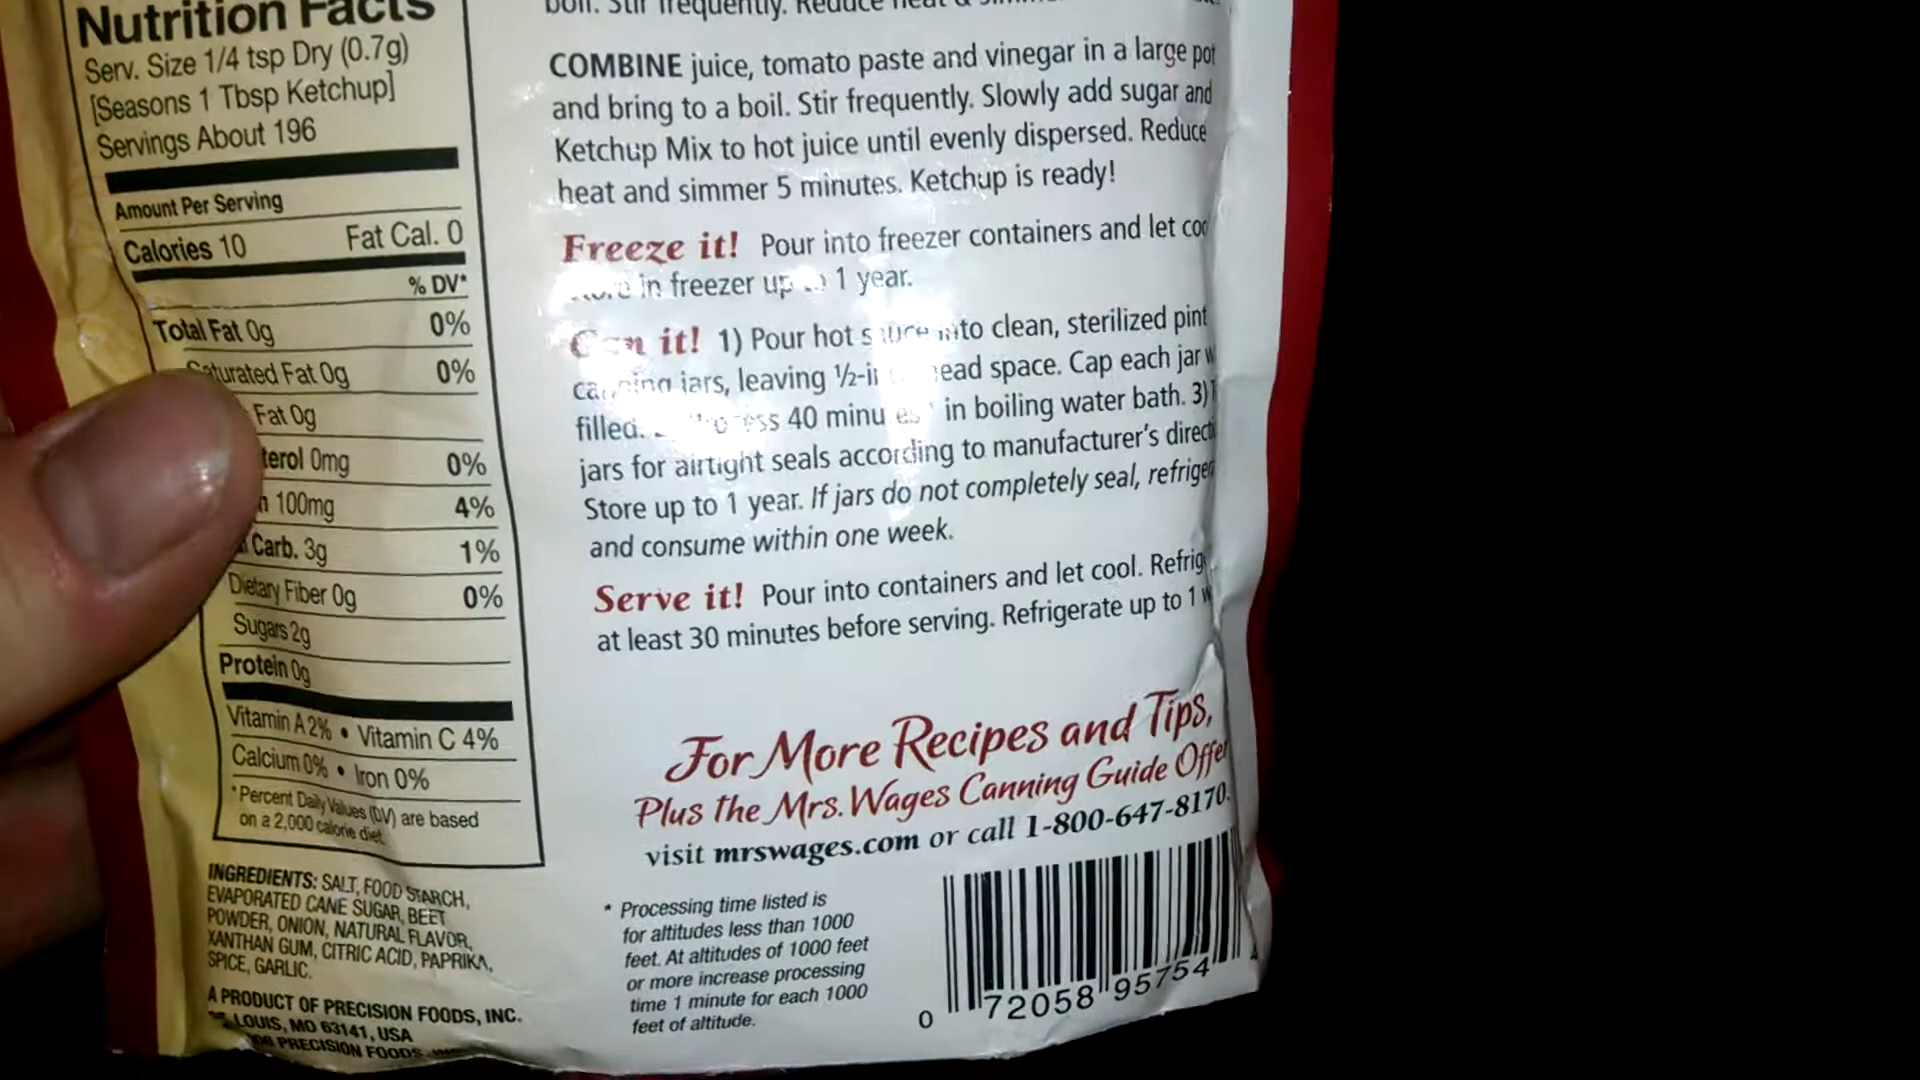 Nutrition Facts
Serv. Size 1/4 tsp Dry (0.7g)
[Seasons 1 Tbsp Ketchup]
Servings About 196
Amount Per Serving
Calories 10 Fat Cal. 0
% DV*
Total Fat 0g 0%
Saturated Fat 0g 0%
Fat 0g
0mg 0%
100mg 4%
Carb. 3g 1%
Dietary Fiber 0g 0%
Sugars 2g
Protein 0g
Vitamin A 2% • Vitamin C 4%
Calcium 0% • Iron 0%
*Percent Daily Values (DV) are based
on a 2,000 calorie diet.
INGREDIENTS: SALT, FOOD STARCH,
EVAPORATED CANE SUGAR, BEET
POWDER, ONION, NATURAL FLAVOR,
XANTHAN GUM, CITRIC ACID, PAPRIKA,
SPICE, GARLIC.
A PRODUCT OF PRECISION FOODS, INC.
LOUIS, MO 63141, USA
PRECISION FOODS
boil. Stir frequently. Reduce heat &
COMBINE juice, tomato paste and vinegar in a large pot
and bring to a boil. Stir frequently. Slowly add sugar and
Ketchup Mix to hot juice until evenly dispersed. Reduce
heat and simmer 5 minutes. Ketchup is ready!
Freeze it! Pour into freezer containers and let
in freezer up to 1 year.
Can it! 1) Pour hot sauce into clean, sterilized pint
canning jars, leaving ½-in head space. Cap each jar
filled. Process 40 minutes* in boiling water bath. 3)
jars for airtight seals according to manufacturer's
Store up to 1 year. If jars do not completely seal,
and consume within one week.
Serve it! Pour into containers and let cool.
at least 30 minutes before serving. Refrigerate up to 1
For More Recipes and Tips,
Plus the Mrs. Wages Canning Guide Offer
visit mrswages.com or call 1-800-647-8170.
* Processing time listed is
for altitudes less than 1000
feet. At altitudes of 1000 feet
or more increase processing
time 1 minute for each 1000
feet of altitude.
0 72058 95754